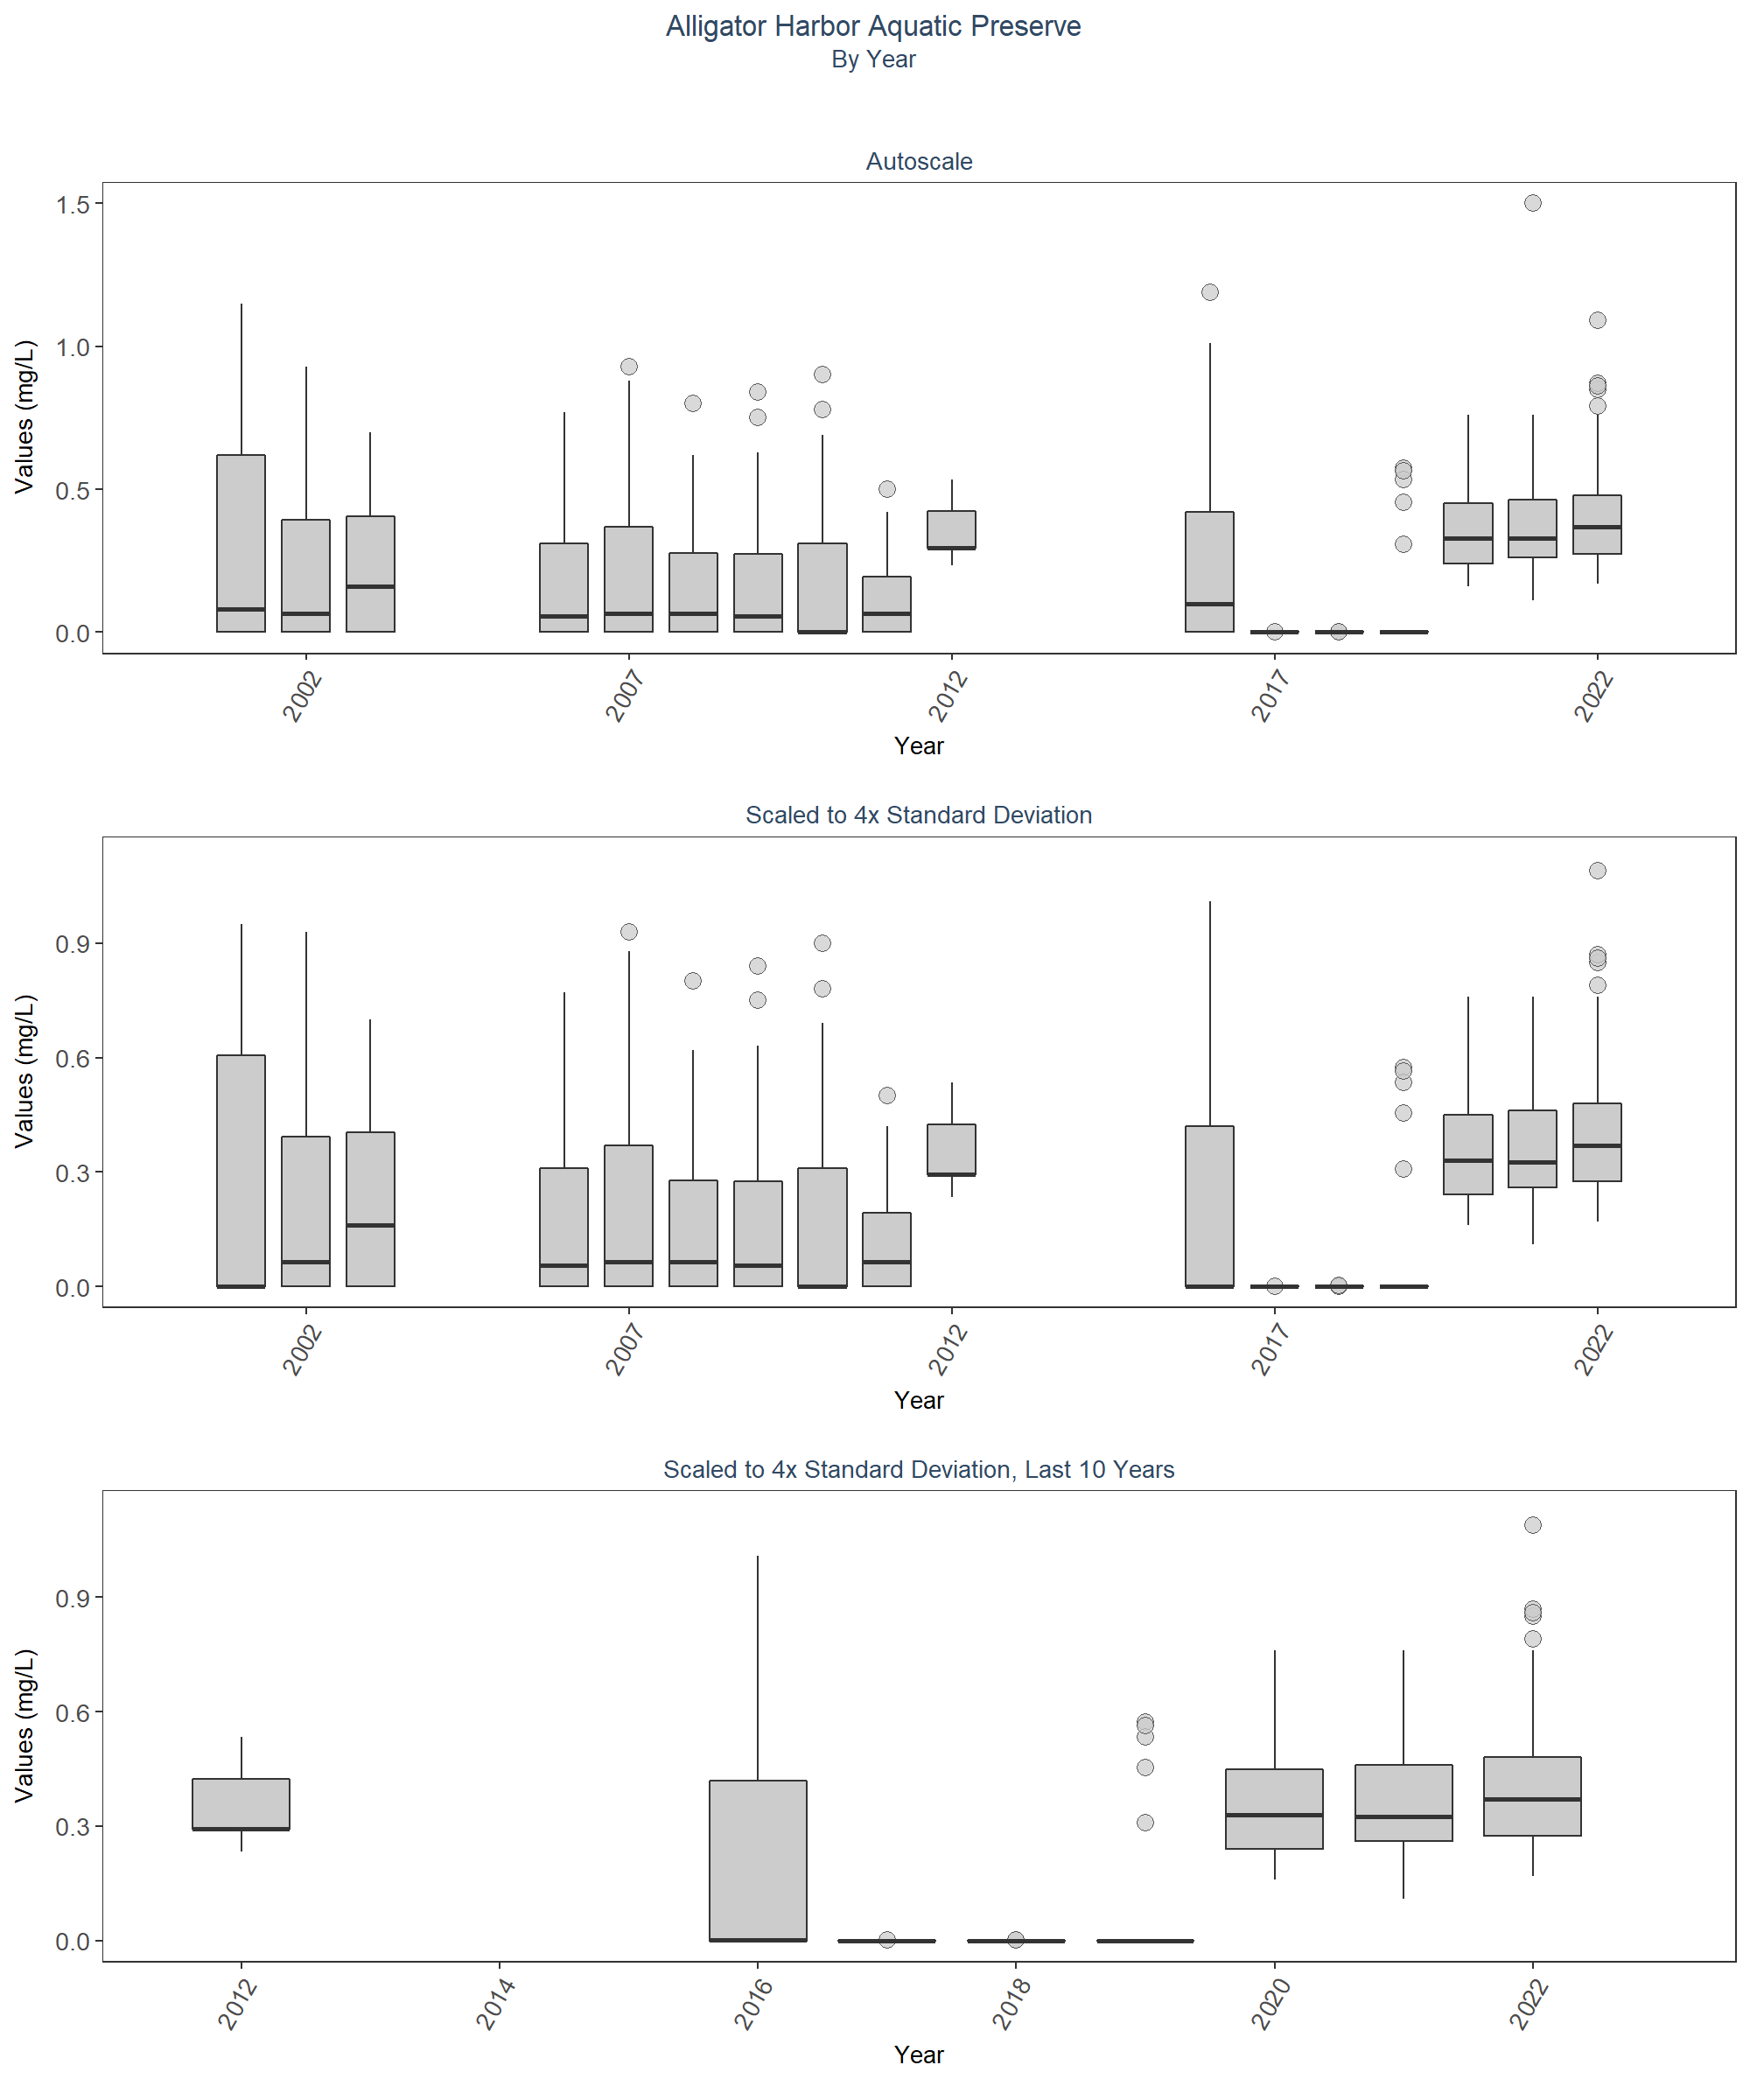 Alligator Harbor Aquatic Preserve
By Year
Autoscale
Values (mg/L)
1.5
1.0
0.5
0.0
2002 2007 2012 2017 2022
Year
Scaled to 4x Standard Deviation
Values (mg/L)
0.9
0.6
0.3
0.0
2002 2007 2012 2017 2022
Year
Scaled to 4x Standard Deviation, Last 10 Years
Values (mg/L)
0.9
0.6
0.3
0.0
2012 2014 2016 2018 2020 2022
Year